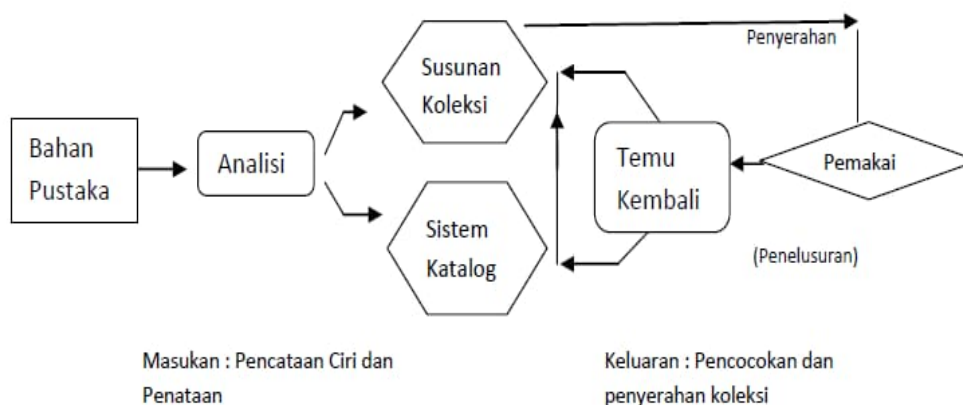 Penyerahan
Susunan
Koleksi
Bahan
Pustaka
Analisi
Temu
Kembali
Pemakai
Sistem
Katalog
(Penelusuran)
Masukan : Pencataan Ciri dan
Penataan
Keluaran : Pencocokan dan
penyerahan koleksi